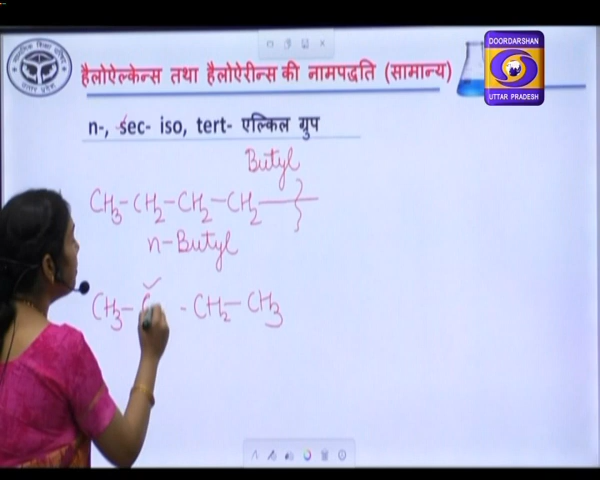 DOORDARSHAN
हैलोऐल्केन्स तथा हैलोऐरीन्स की नामपद्धति (सामान्य)
UTTAR PRADESH
n-, sec- iso, tert- एल्किल ग्रुप
Butyl
CH3-CH2-CH2-CH2
n-Butyl
CH3- C - CH2-CH3